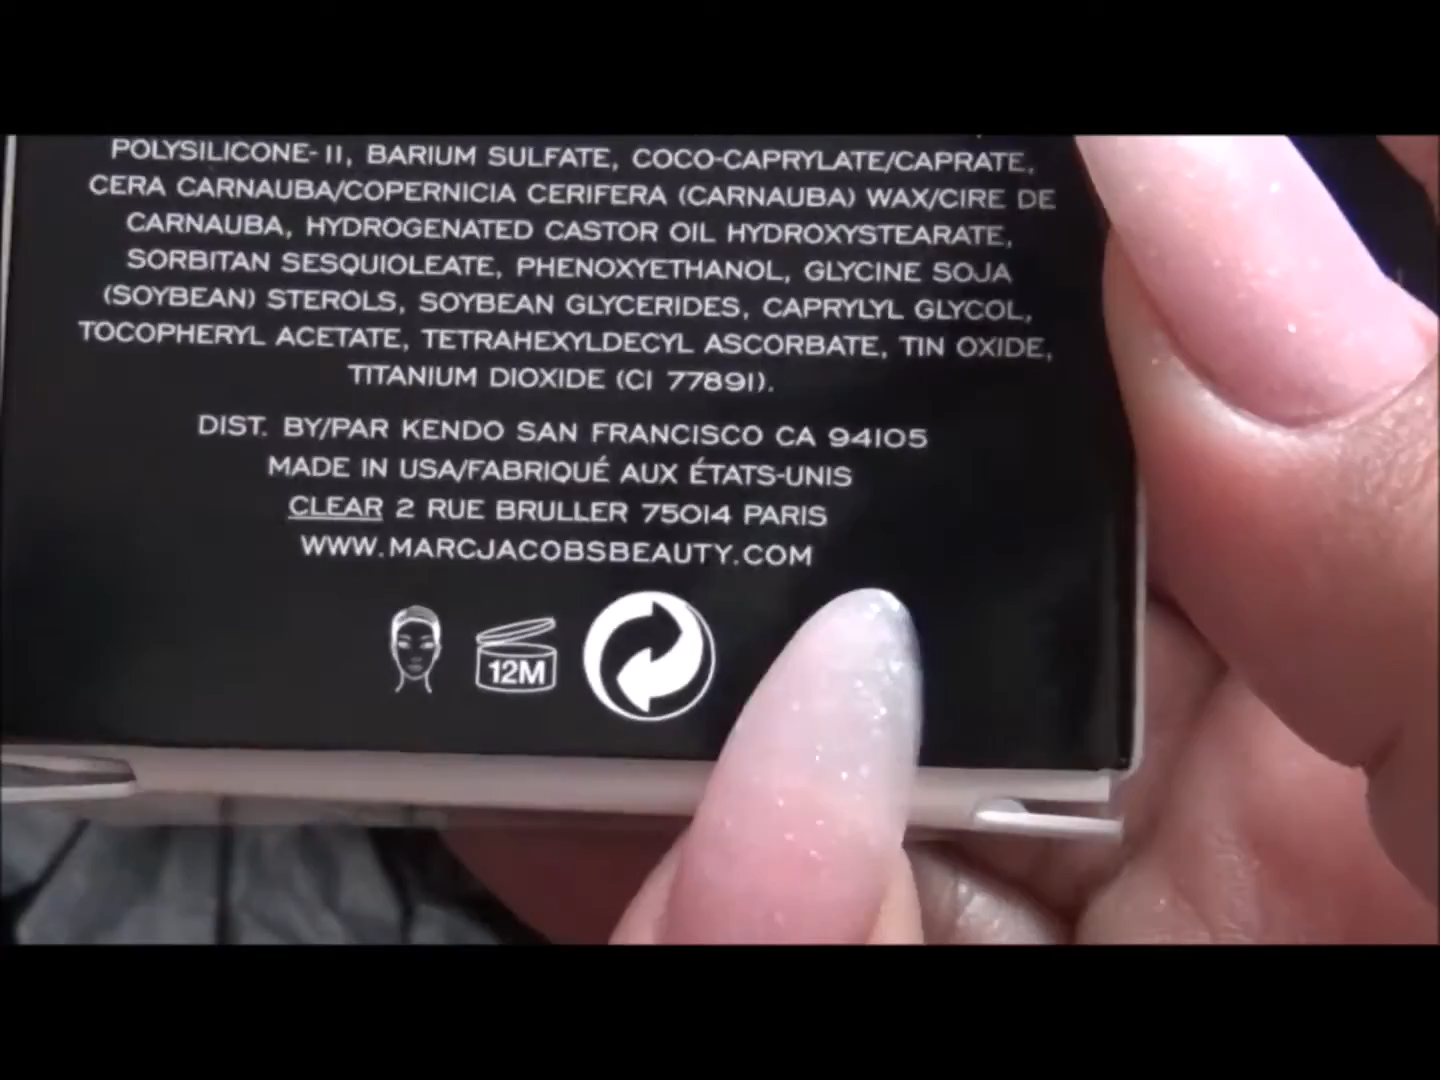 POLYSILICONE-11, BARIUM SULFATE, COCO-CAPRYLATE/CAPRATE,
CERA CARNAUBA/COPERNICIA CERIFERA (CARNAUBA) WAX/CIRE DE
CARNAUBA, HYDROGENATED CASTOR OIL HYDROXYSTEARATE,
SORBITAN SESQUIOLEATE, PHENOXYETHANOL, GLYCINE SOJA
(SOYBEAN) STEROLS, SOYBEAN GLYCERIDES, CAPRYLYL GLYCOL,
TOCOPHERYL ACETATE, TETRAHEXYLDECYL ASCORBATE, TIN OXIDE,
TITANIUM DIOXIDE (CI 77891).
DIST. BY/PAR KENDO SAN FRANCISCO CA 94105
MADE IN USA/FABRIQUÉ AUX ÉTATS-UNIS
CLEAR 2 RUE BRULLER 75014 PARIS
WWW.MARCJACOBSBEAUTY.COM
12M